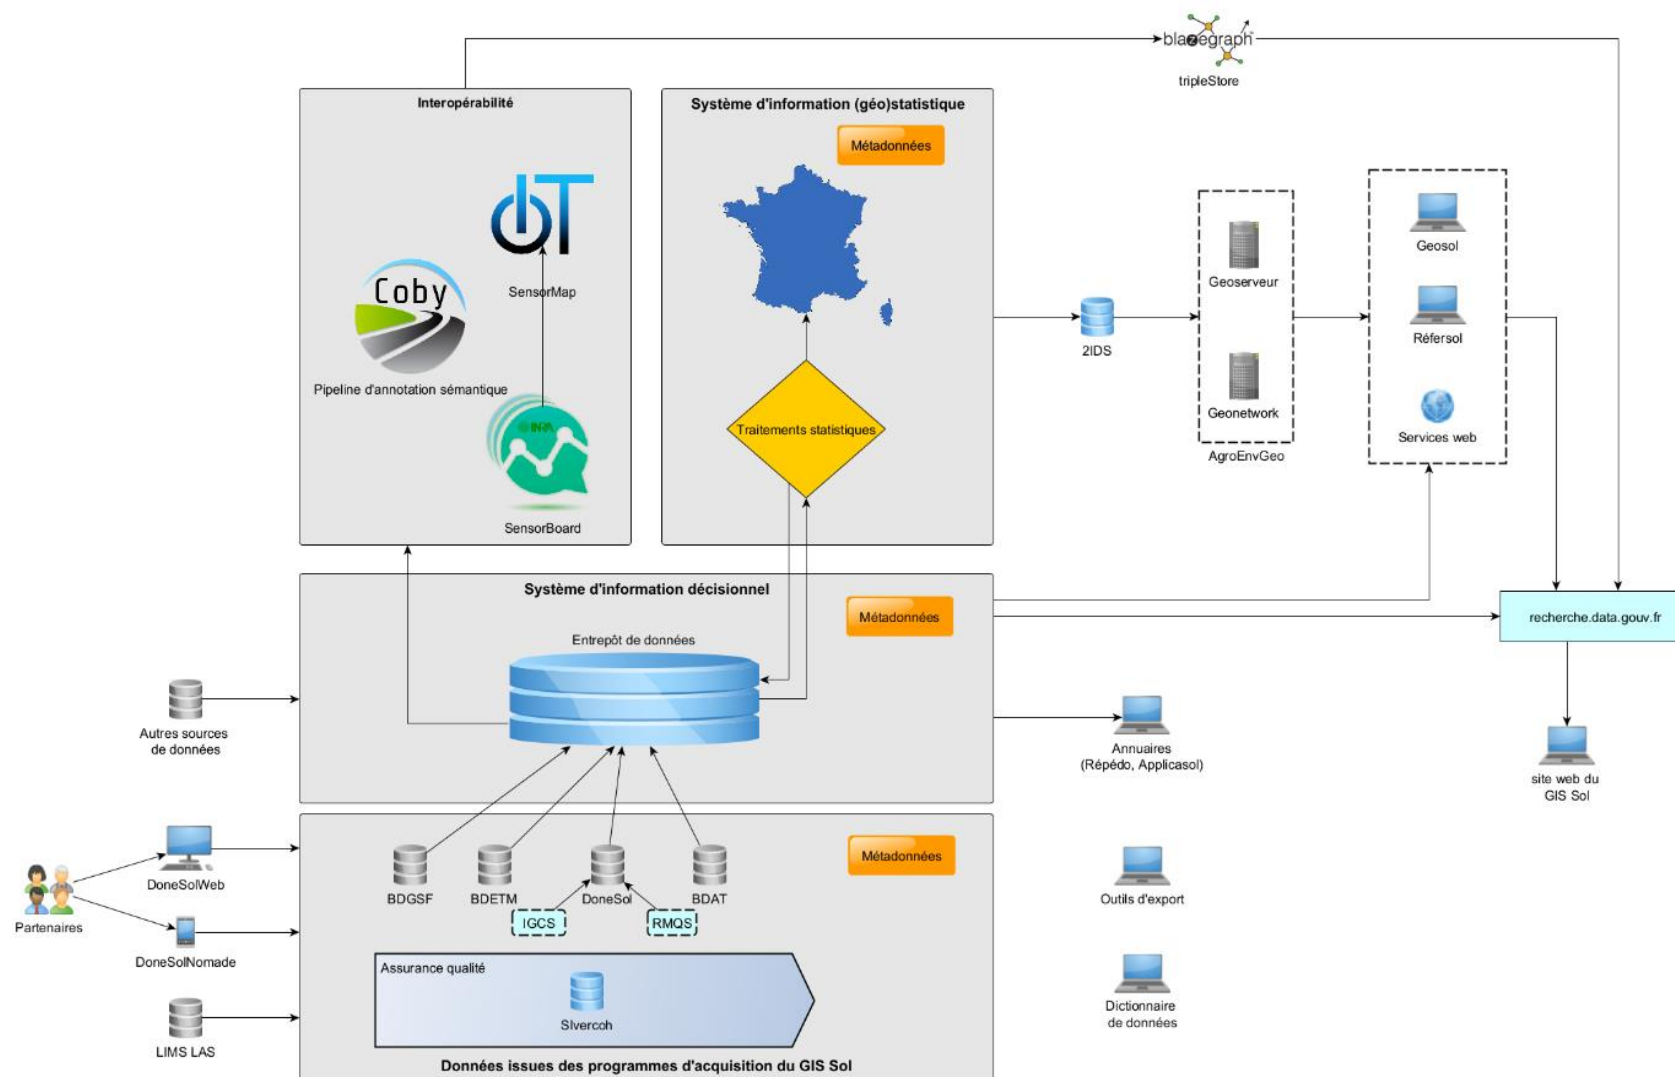 blazegraph
tripleStore
Interopérabilité
IoT
SensorMap
Coby
Pipeline d'annotation sémantique
INRA
SensorBoard
Système d'information (géo)statistique
Métadonnées
Traitements statistiques
2IDS
Geoserveur
Geonetwork
AgroEnvGeo
Geosol
Réfersol
Services web
Système d'information décisionnel
Métadonnées
Entrepôt de données
recherche.data.gouv.fr
Autres sources
de données
Annuaires
(Répédo, Applicasol)
site web du
GIS Sol
Métadonnées
DoneSolWeb
BDGSF
BDETM
DoneSol
BDAT
IGCS
RMQS
Partenaires
Outils d'export
DoneSolNomade
Assurance qualité
SIvercoh
LIMS LAS
Dictionnaire
de données
Données issues des programmes d'acquisition du GIS Sol